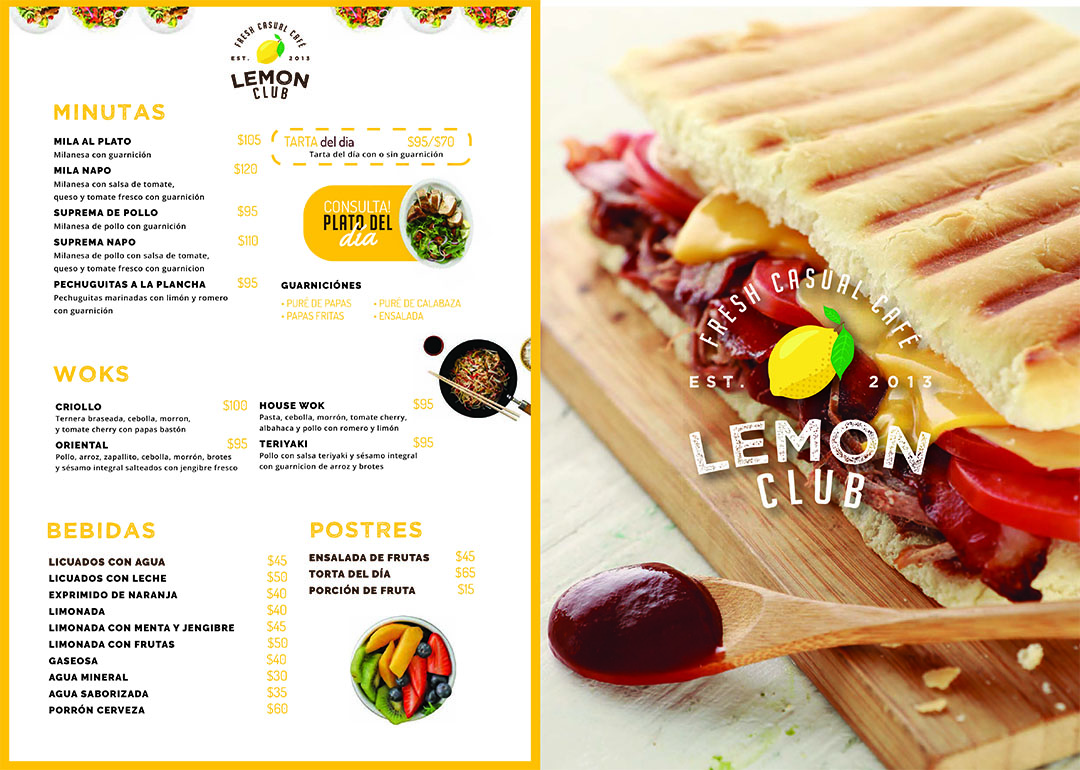 FRESH CASUAL CAFÉ
EST. 2013
LEMON
CLUB
MINUTAS
MILA AL PLATO $105
Milanesa con guarnición
MILA NAPO $120
Milanesa con salsa de tomate,
queso y tomate fresco con guarnición
SUPREMA DE POLLO $95
Milanesa de pollo con guarnición
SUPREMA NAPO $110
Milanesa de pollo con salsa de tomate,
queso y tomate fresco con guarnicion
PECHUGUITAS A LA PLANCHA $95
Pechuguitas marinadas con limón y romero
con guarnición
TARTA del dia $95/$70
Tarta del día con o sin guarnición
CONSULTA!
PLATO DEL
día
GUARNICIÓNES
• PURÉ DE PAPAS • PURÉ DE CALABAZA
• PAPAS FRITAS • ENSALADA
WOKS
CRIOLLO $100
Ternera braseada, cebolla, morron,
y tomate cherry con papas bastón
ORIENTAL $95
Pollo, arroz, zapallito, cebolla, morrón, brotes
y sésamo integral salteados con jengibre fresco
HOUSE WOK $95
Pasta, cebolla, morrón, tomate cherry,
albahaca y pollo con romero y limón
TERIYAKI $95
Pollo con salsa teriyaki y sésamo integral
con guarnicion de arroz y brotes
BEBIDAS
LICUADOS CON AGUA $45
LICUADOS CON LECHE $50
EXPRIMIDO DE NARANJA $40
LIMONADA $40
LIMONADA CON MENTA Y JENGIBRE $45
LIMONADA CON FRUTAS $50
GASEOSA $40
AGUA MINERAL $30
AGUA SABORIZADA $35
PORRÓN CERVEZA $60
POSTRES
ENSALADA DE FRUTAS $45
TORTA DEL DÍA $65
PORCIÓN DE FRUTA $15
FRESH CASUAL CAFÉ
EST. 2013
LEMON
CLUB